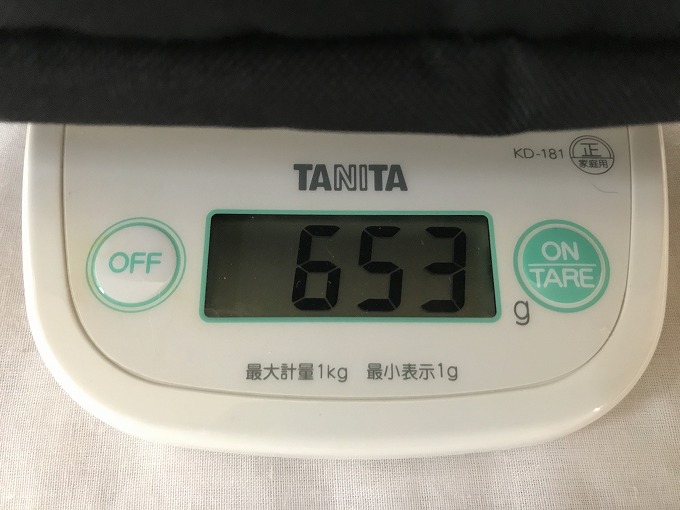 KD-181
正
家庭用
TANITA
OFF
653
g
ON
TARE
最大計量1kg 最小表示1g